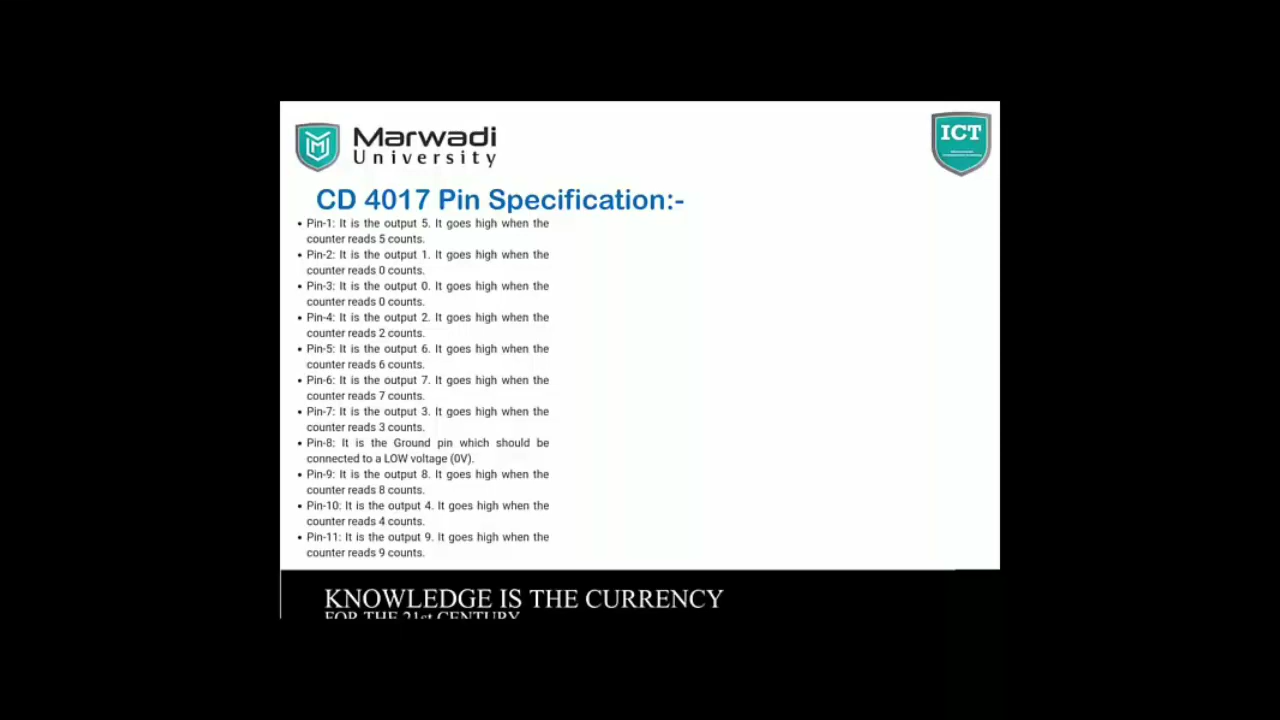 Marwadi
University
ICT
CD 4017 Pin Specification:-
• Pin-1: It is the output 5. It goes high when the
counter reads 5 counts.
• Pin-2: It is the output 1. It goes high when the
counter reads 0 counts.
• Pin-3: It is the output 0. It goes high when the
counter reads 0 counts.
• Pin-4: It is the output 2. It goes high when the
counter reads 2 counts.
• Pin-5: It is the output 6. It goes high when the
counter reads 6 counts.
• Pin-6: It is the output 7. It goes high when the
counter reads 7 counts.
• Pin-7: It is the output 3. It goes high when the
counter reads 3 counts.
• Pin-8: It is the Ground pin which should be
connected to a LOW voltage (0V).
• Pin-9: It is the output 8. It goes high when the
counter reads 8 counts.
• Pin-10: It is the output 4. It goes high when the
counter reads 4 counts.
• Pin-11: It is the output 9. It goes high when the
counter reads 9 counts.
KNOWLEDGE IS THE CURRENCY
FOR THE 21st CENTURY